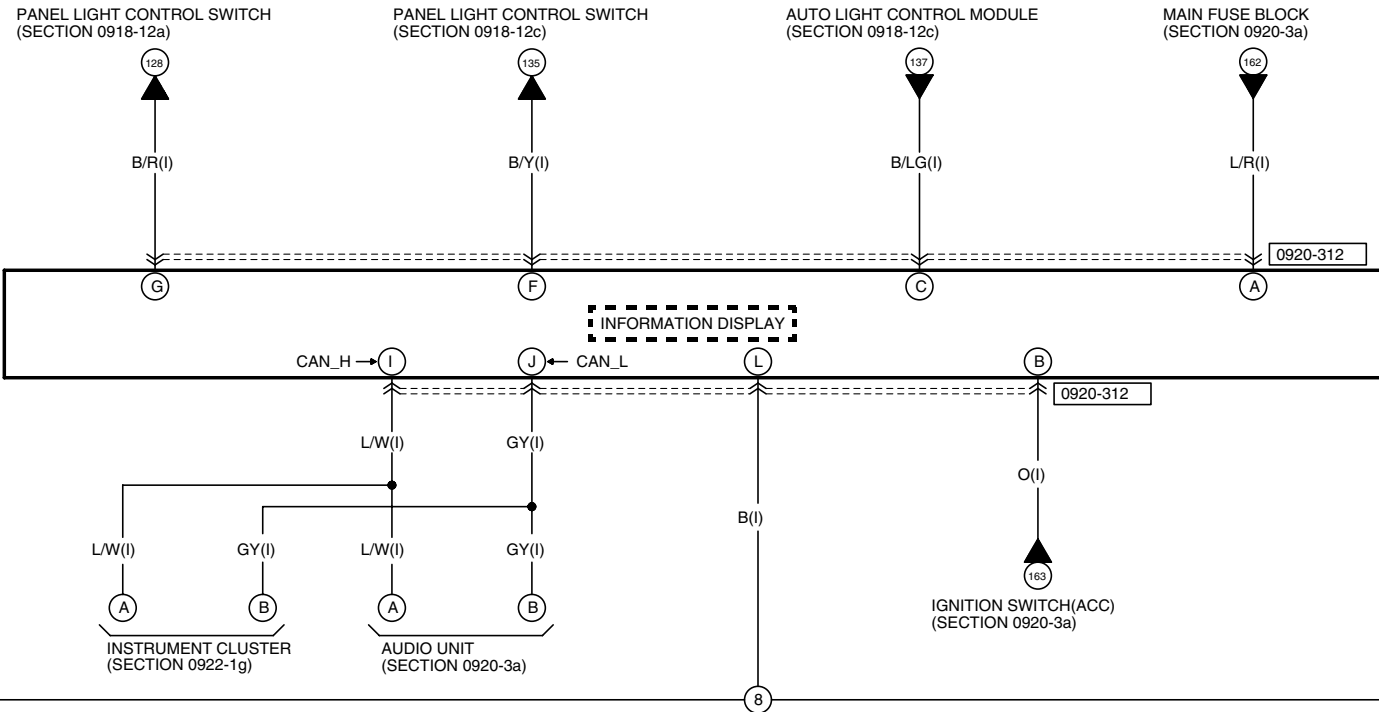 PANEL LIGHT CONTROL SWITCH
(SECTION 0918-12a)
PANEL LIGHT CONTROL SWITCH
(SECTION 0918-12c)
AUTO LIGHT CONTROL MODULE
(SECTION 0918-12c)
MAIN FUSE BLOCK
(SECTION 0920-3a)
128
135
137
162
B/R(I)
B/Y(I)
B/LG(I)
L/R(I)
0920-312
G
F
C
A
INFORMATION DISPLAY
CAN_H
I
J
CAN_L
L
B
0920-312
L/W(I)
GY(I)
O(I)
B(I)
L/W(I)
GY(I)
L/W(I)
GY(I)
163
A
B
A
B
IGNITION SWITCH(ACC)
(SECTION 0920-3a)
INSTRUMENT CLUSTER
(SECTION 0922-1g)
AUDIO UNIT
(SECTION 0920-3a)
8